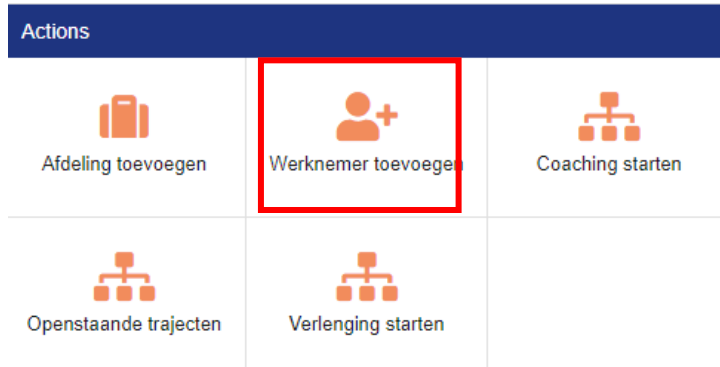 Actions
Afdeling toevoegen
Werknemer toevoegen
Coaching starten
Openstaande trajecten
Verlenging starten